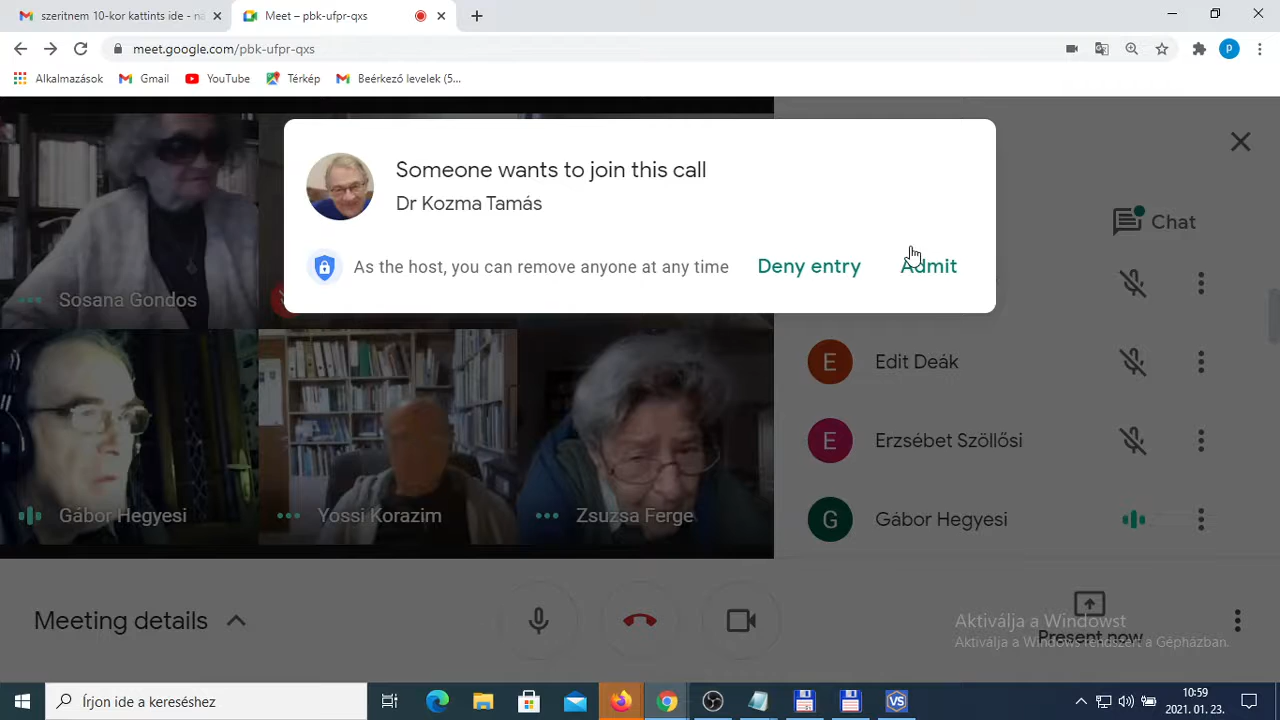 szeritnem 10-kor kattints ide - na
Meet – pbk-ufpr-qxs
meet.google.com/pbk-ufpr-qxs
P
Alkalmazások
Gmail
YouTube
Térkép
Beérkező levelek (5...
Someone wants to join this call
Dr Kozma Tamás
As the host, you can remove anyone at any time
Deny entry
Admit
Chat
Sosana Gondos
E
Edit Deák
E
Erzsébet Szöllősi
G
Gábor Hegyesi
Gábor Hegyesi
Yossi Korazim
Zsuzsa Ferge
Meeting details
Present now
Aktiválja a Windowst
Aktiválja a Windows rendszert a Gépházban.
Írjon ide a kereséshez
VS
10:59
2021. 01. 23.